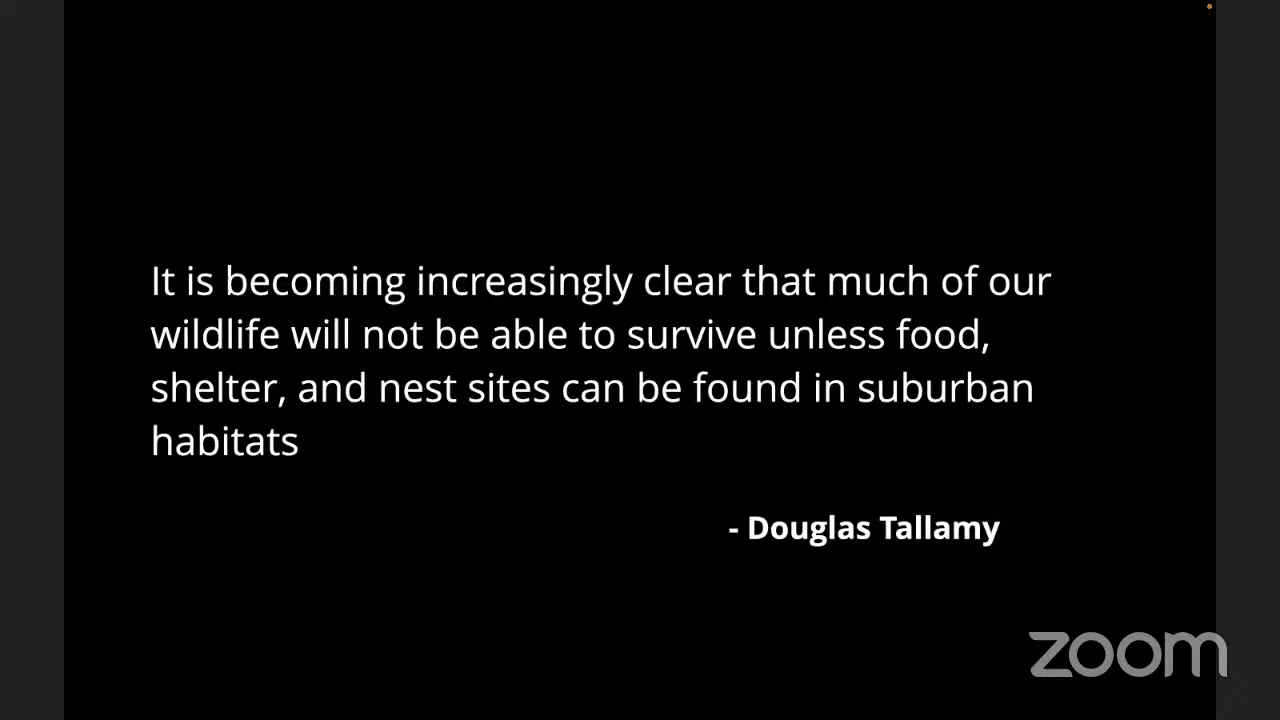 It is becoming increasingly clear that much of our
wildlife will not be able to survive unless food,
shelter, and nest sites can be found in suburban
habitats
- Douglas Tallamy
zoom